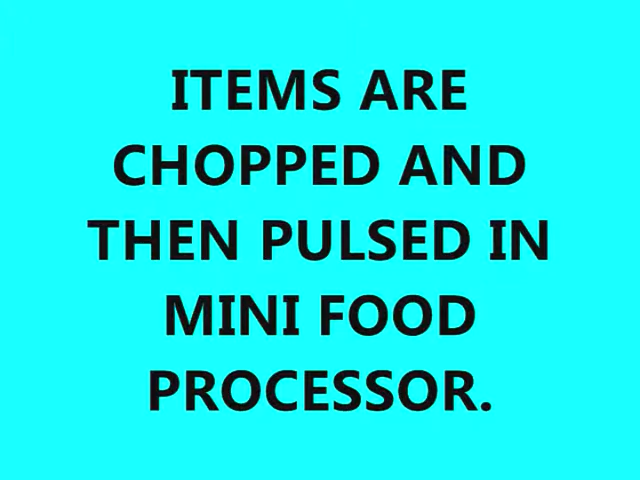 ITEMS ARE
CHOPPED AND
THEN PULSED IN
MINI FOOD
PROCESSOR.